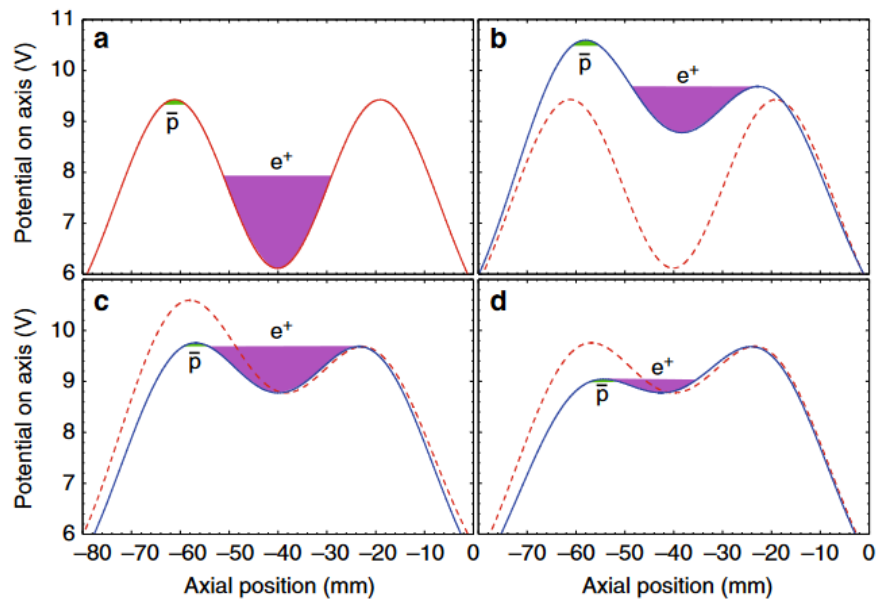 a
b
c
d
Potential on axis (V)
11
10
9
8
7
6
p̄
e⁺
p̄
e⁺
Potential on axis (V)
10
9
8
7
6
p̄
e⁺
p̄
e⁺
−80 −70 −60 −50 −40 −30 −20 −10 0
−70 −60 −50 −40 −30 −20 −10 0
Axial position (mm)
Axial position (mm)